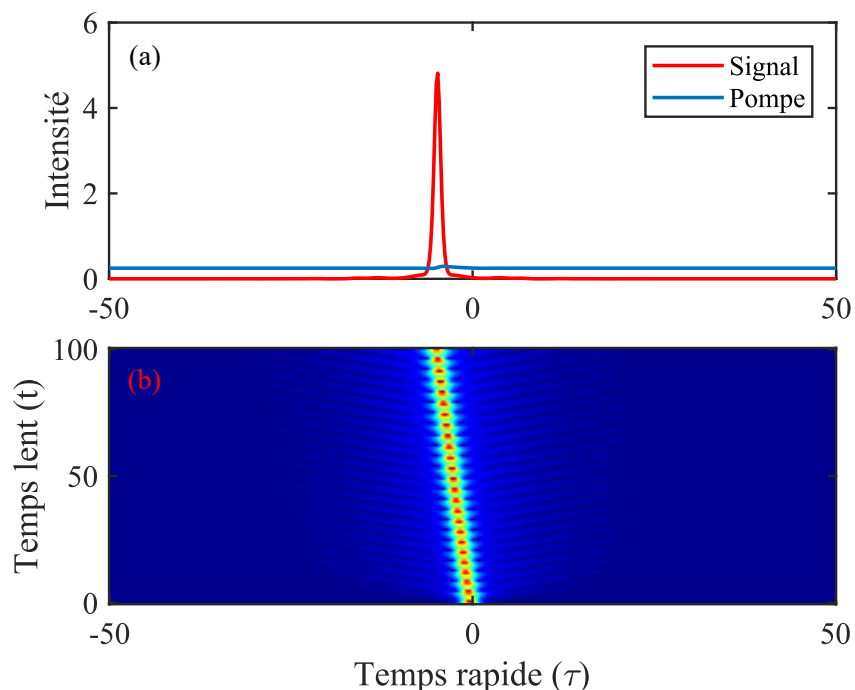 6
(a)
Signal
Pompe
4
2
0
Intensité
-50 0 50
100
(b)
50
0
Temps lent (t)
-50 0 50
Temps rapide (τ)